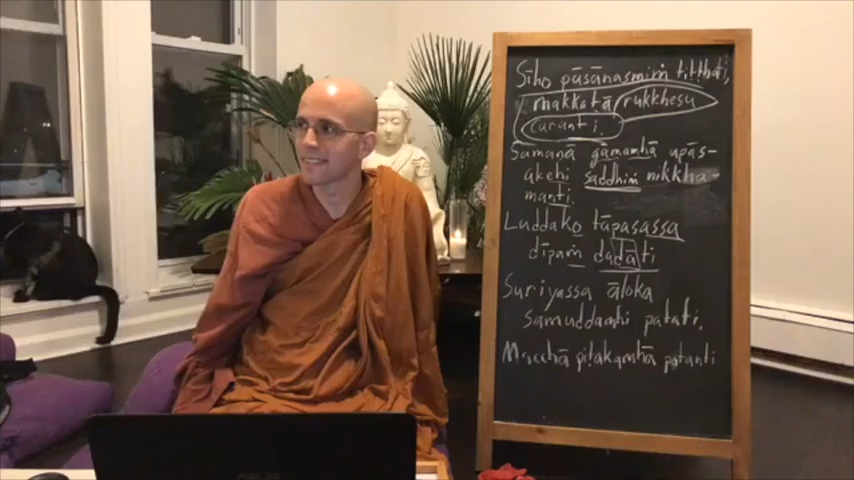 Sīho pāsāṇasmiṁ tiṭṭhati,
makkaṭā rukkhesu
caranti.
Samaṇā gāmamhā upās-
akehi saddhiṁ nikkha-
manti.
Luddako tāpasassa
dīpaṁ dadāti
Suriyassa āloka
Samuddamhi patati.
Macchā piṭakamhā patanti